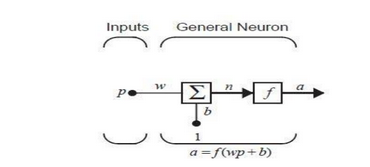 Inputs General Neuron
p w Σ n f a
b
1
a=f(wp+b)